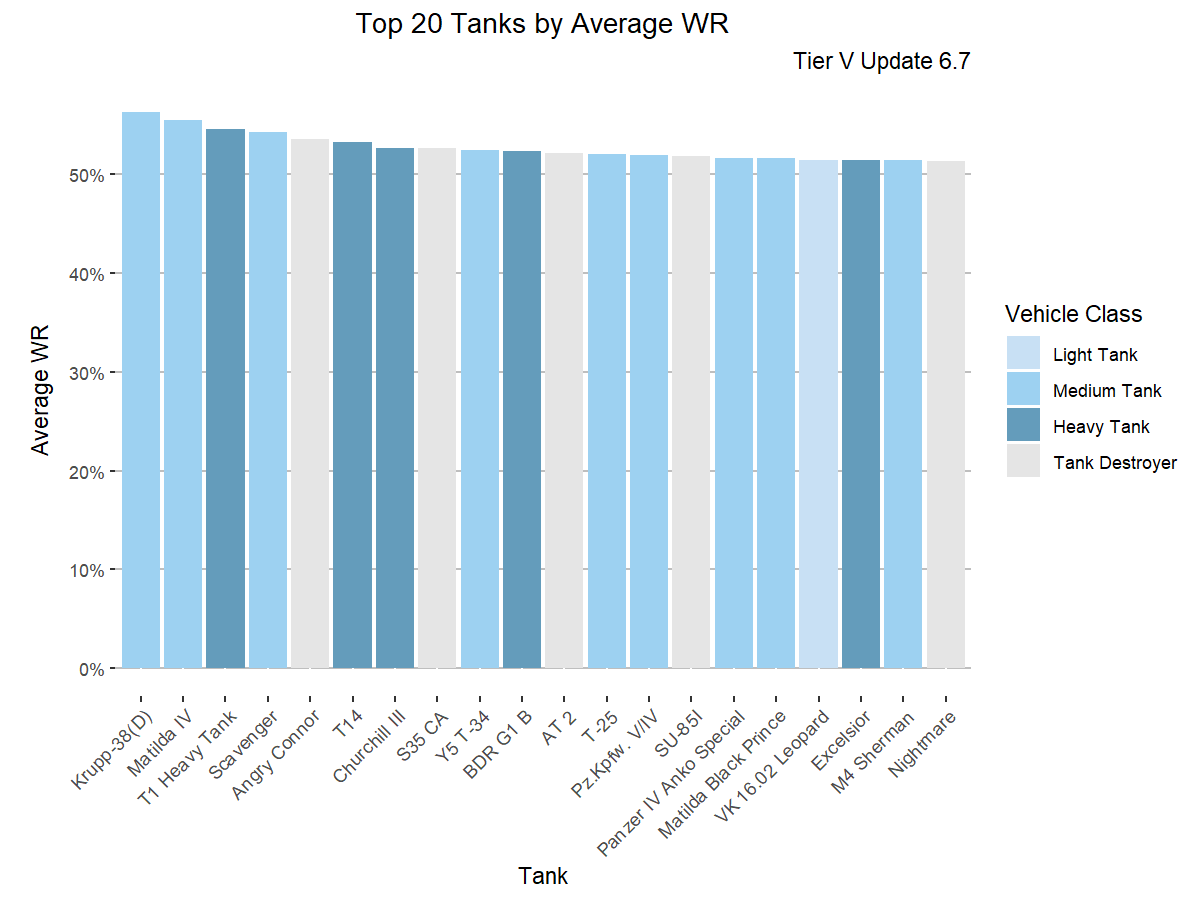 Top 20 Tanks by Average WR
Tier V Update 6.7
Average WR
50%
40%
30%
20%
10%
0%
Krupp-38(D)
Matilda IV
T1 Heavy Tank
Scavenger
Angry Connor
T14
Churchill III
S35 CA
Y5 T-34
BDR G1 B
AT 2
T-25
Pz.Kpfw. V/IV
SU-85I
Panzer IV Anko Special
Matilda Black Prince
VK 16.02 Leopard
Excelsior
M4 Sherman
Nightmare
Tank
Vehicle Class
Light Tank
Medium Tank
Heavy Tank
Tank Destroyer